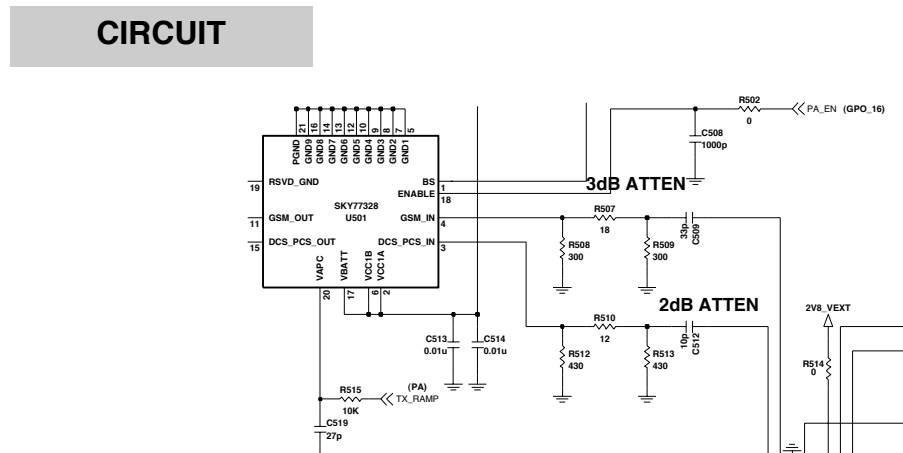 CIRCUIT
R502
0
PA_EN (GPO_16)
C508
1000p
21 9 16 14 13 12 10 9 8 7 5
PGND GND9 GND8 GND7 GND6 GND5 GND4 GND3 GND2 GND1
19 RSVD_GND
BS 1
ENABLE 18
3dB ATTEN
SKY77328
U501
11 GSM_OUT
GSM_IN 4
R507
18
33p
C509
15 DCS_PCS_OUT
DCS_PCS_IN 3
R508
300
R509
300
VAPC VBATT VCC1B VCC1A
20 17 6 2
2dB ATTEN
R510
12
10p
C512
2V8_VEXT
C513
0.01u
C514
0.01u
R512
430
R513
430
R514
0
R515
10K
(PA)
TX_RAMP
C519
27p